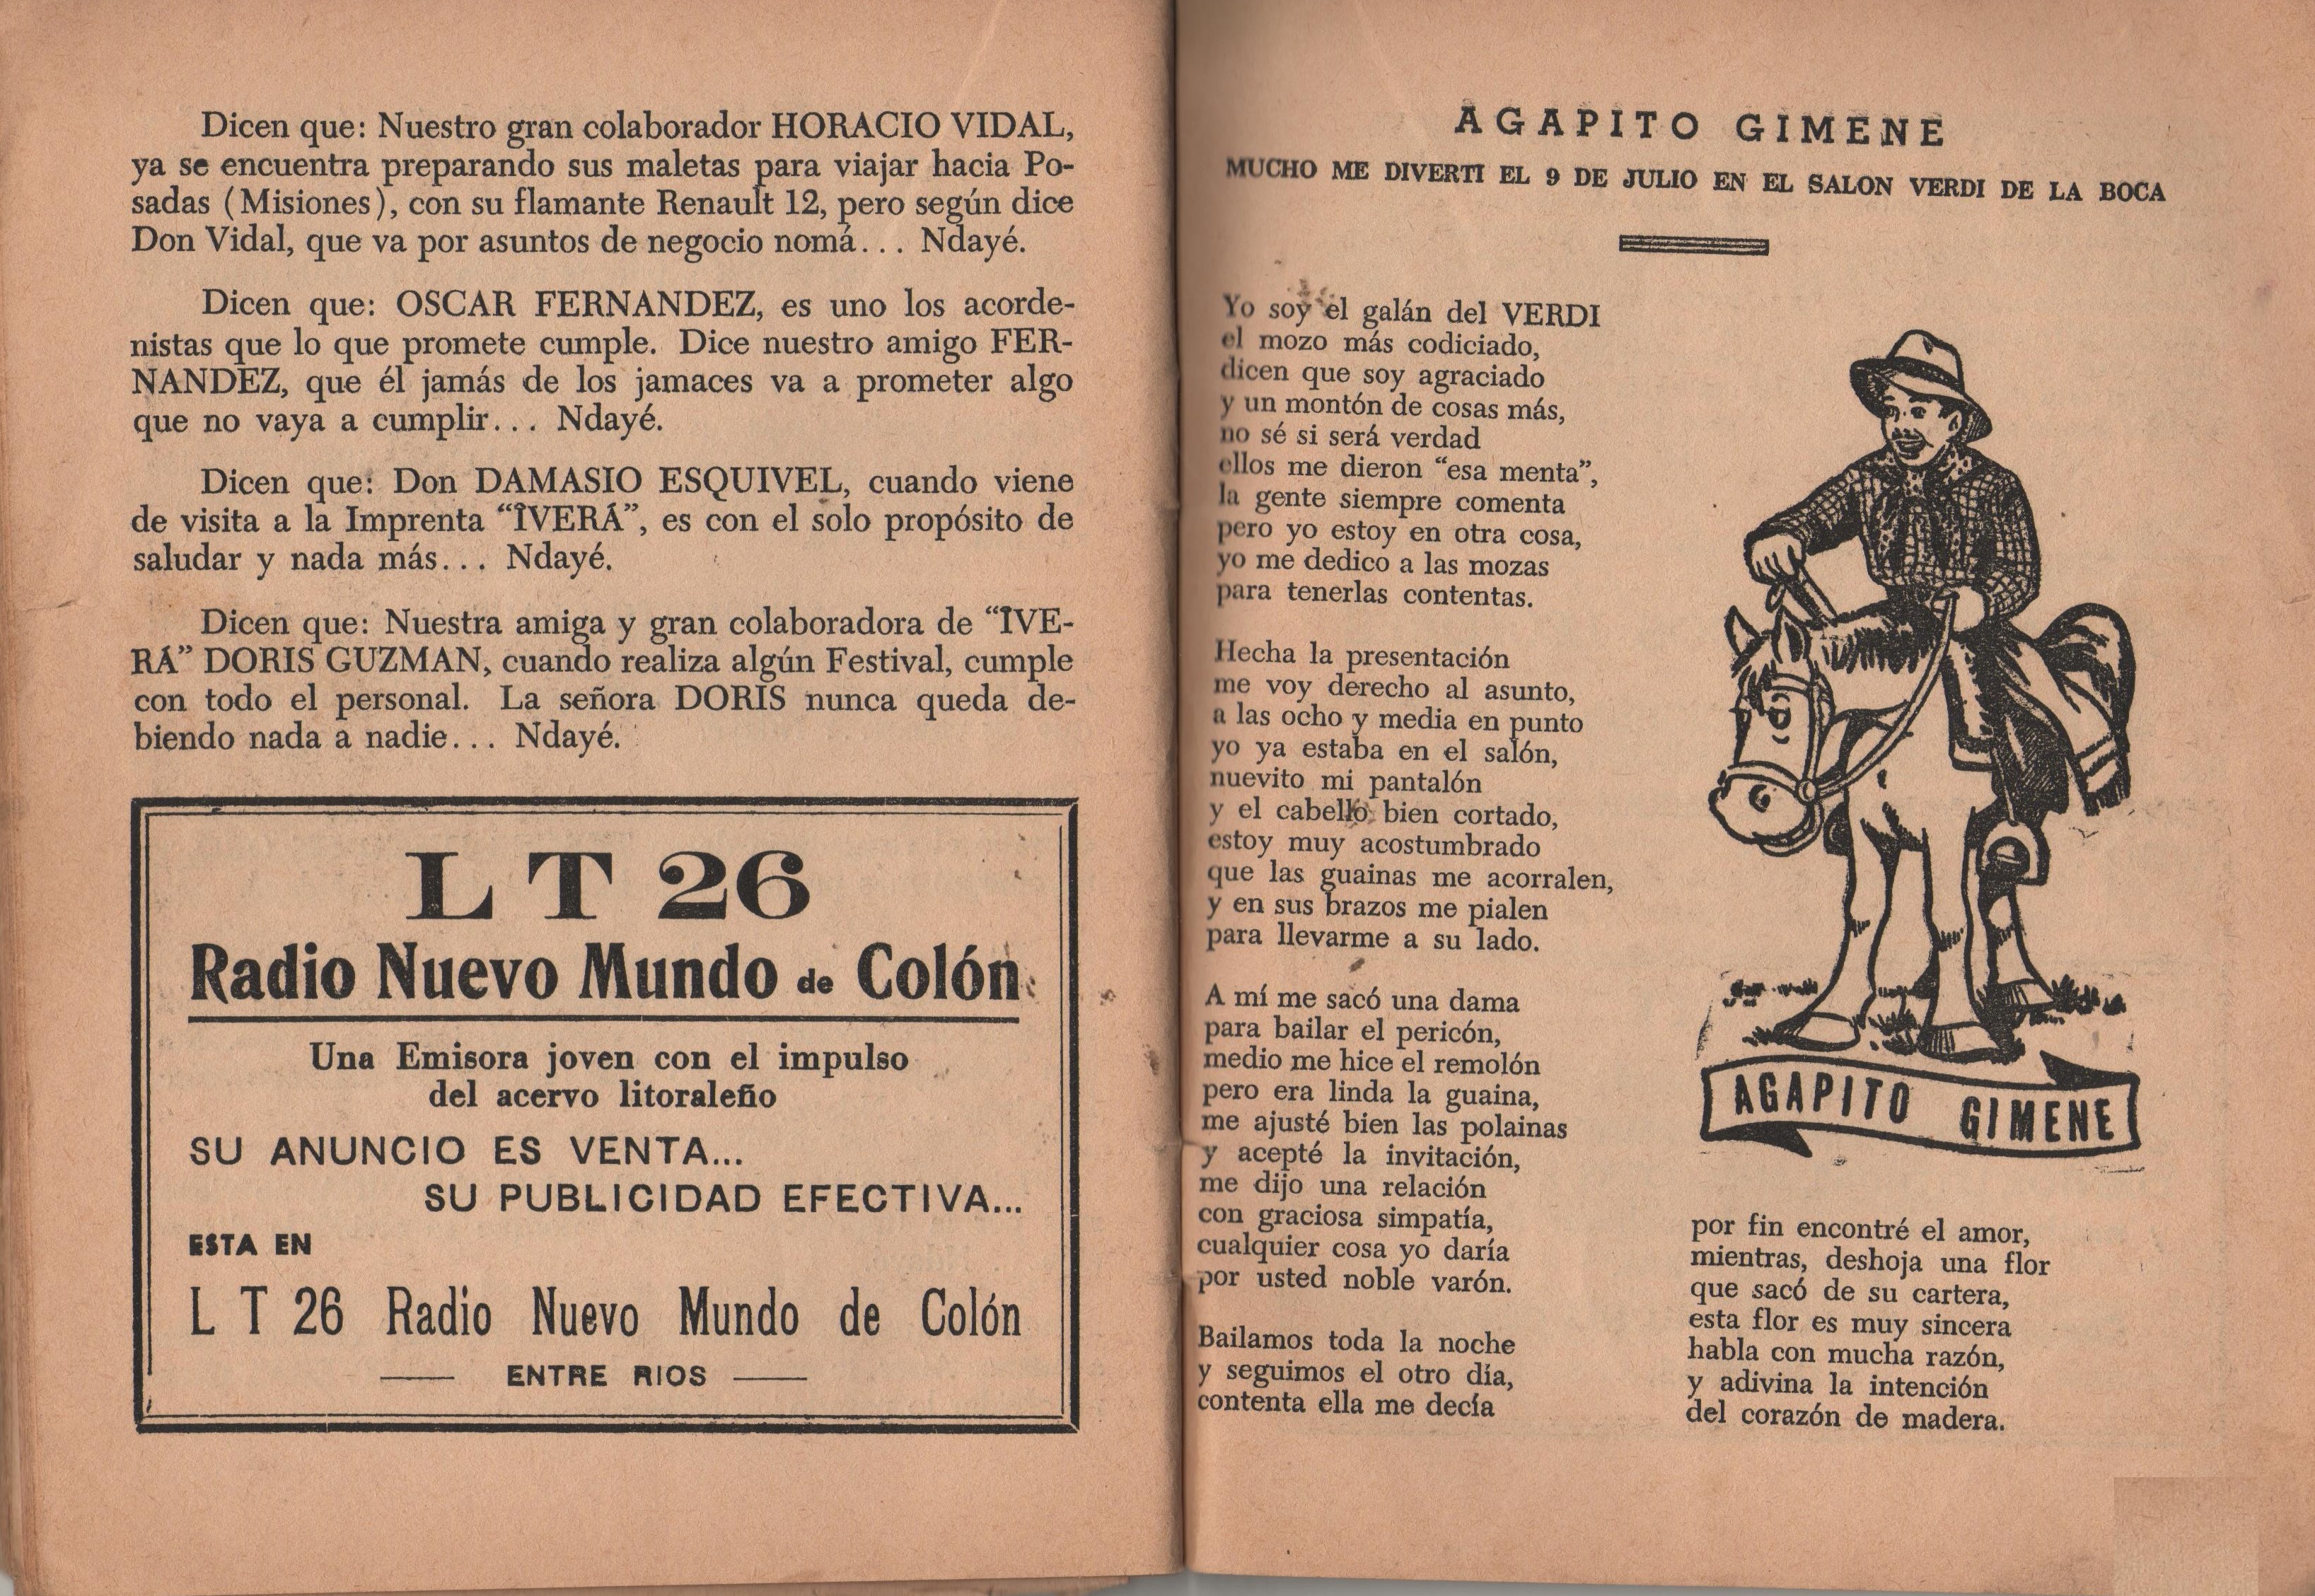 Dicen que: Nuestro gran colaborador HORACIO VIDAL,
ya se encuentra preparando sus maletas para viajar hacia Po-
sadas (Misiones), con su flamante Renault 12, pero según dice
Don Vidal, que va por asuntos de negocio nomá... Ndayé.
Dicen que: OSCAR FERNANDEZ, es uno los acorde-
nistas que lo que promete cumple. Dice nuestro amigo FER-
NANDEZ, que él jamás de los jamaces va a prometer algo
que no vaya a cumplir... Ndayé.
Dicen que: Don DAMASIO ESQUIVEL, cuando viene
de visita a la Imprenta “ÎVERÁ”, es con el solo propósito de
saludar y nada más... Ndayé.
Dicen que: Nuestra amiga y gran colaboradora de “ÎVE-
RÁ” DORIS GUZMAN, cuando realiza algún Festival, cumple
con todo el personal. La señora DORIS nunca queda de-
biendo nada a nadie... Ndayé.
L T 26
Radio Nuevo Mundo de Colón
Una Emisora joven con el impulso
del acervo litoraleño
SU ANUNCIO ES VENTA...
SU PUBLICIDAD EFECTIVA...
ESTA EN
L T 26 Radio Nuevo Mundo de Colón
ENTRE RIOS
AGAPITO GIMENE
MUCHO ME DIVERTI EL 9 DE JULIO EN EL SALON VERDI DE LA BOCA
Yo soy el galán del VERDI
el mozo más codiciado,
dicen que soy agraciado
y un montón de cosas más,
no sé si será verdad
ellos me dieron “esa menta”,
la gente siempre comenta
pero yo estoy en otra cosa,
yo me dedico a las mozas
para tenerlas contentas.
Hecha la presentación
me voy derecho al asunto,
a las ocho y media en punto
yo ya estaba en el salón,
nuevito mi pantalón
y el cabello bien cortado,
estoy muy acostumbrado
que las guainas me acorralen,
y en sus brazos me pialen
para llevarme a su lado.
A mí me sacó una dama
para bailar el pericón,
medio me hice el remolón
pero era linda la guaina,
me ajusté bien las polainas
y acepté la invitación,
me dijo una relación
con graciosa simpatía,
cualquier cosa yo daría
por usted noble varón.
Bailamos toda la noche
y seguimos el otro día,
contenta ella me decía
AGAPITO GIMENE
por fin encontré el amor,
mientras, deshoja una flor
que sacó de su cartera,
esta flor es muy sincera
habla con mucha razón,
y adivina la intención
del corazón de madera.